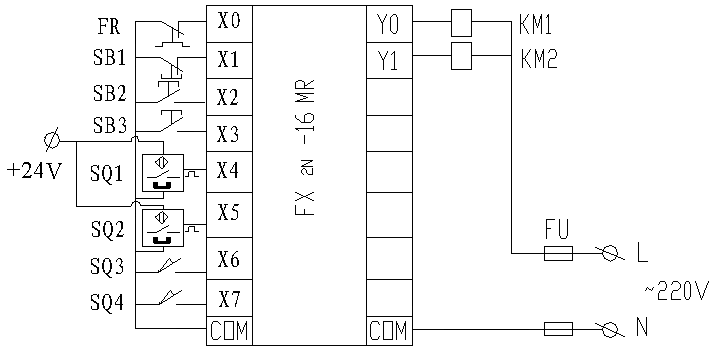 FR X0 Y0 KM1
SB1 X1 Y1 KM2
SB2 X2
SB3 X3
+24V
SQ1 X4
SQ2 X5
SQ3 X6
SQ4 X7
COM COM
FX 2N -16 MR
FU L
~220V
N